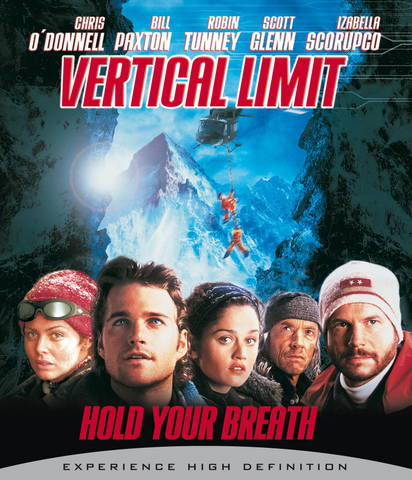 CHRIS BILL ROBIN SCOTT IZABELLA
O'DONNELL PAXTON TUNNEY GLENN SCORUPCO
VERTICAL LIMIT
HOLD YOUR BREATH
EXPERIENCE HIGH DEFINITION